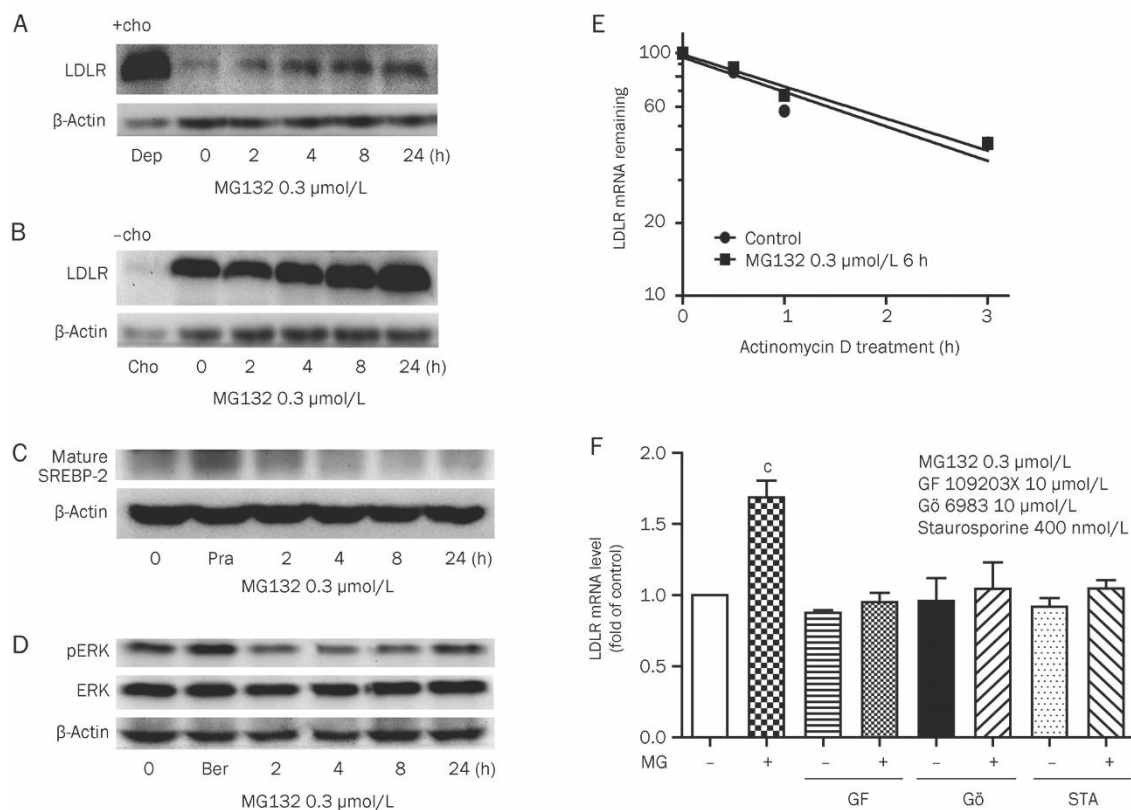 A
+cho
LDLR
β-Actin
Dep 0 2 4 8 24 (h)
MG132 0.3 μmol/L
B
–cho
LDLR
β-Actin
Cho 0 2 4 8 24 (h)
MG132 0.3 μmol/L
C
Mature
SREBP-2
β-Actin
0 Pra 2 4 8 24 (h)
MG132 0.3 μmol/L
D
pERK
ERK
β-Actin
0 Ber 2 4 8 24 (h)
MG132 0.3 μmol/L
E
LDLR mRNA remaining
100
60
20
10
Control
MG132 0.3 μmol/L 6 h
0 1 2 3
Actinomycin D treatment (h)
F
LDLR mRNA level
(fold of control)
2.0
1.5
1.0
0.5
0.0
c
MG132 0.3 μmol/L
GF 109203X 10 μmol/L
Gö 6983 10 μmol/L
Staurosporine 400 nmol/L
MG – + – + – + – +
GF Gö STA